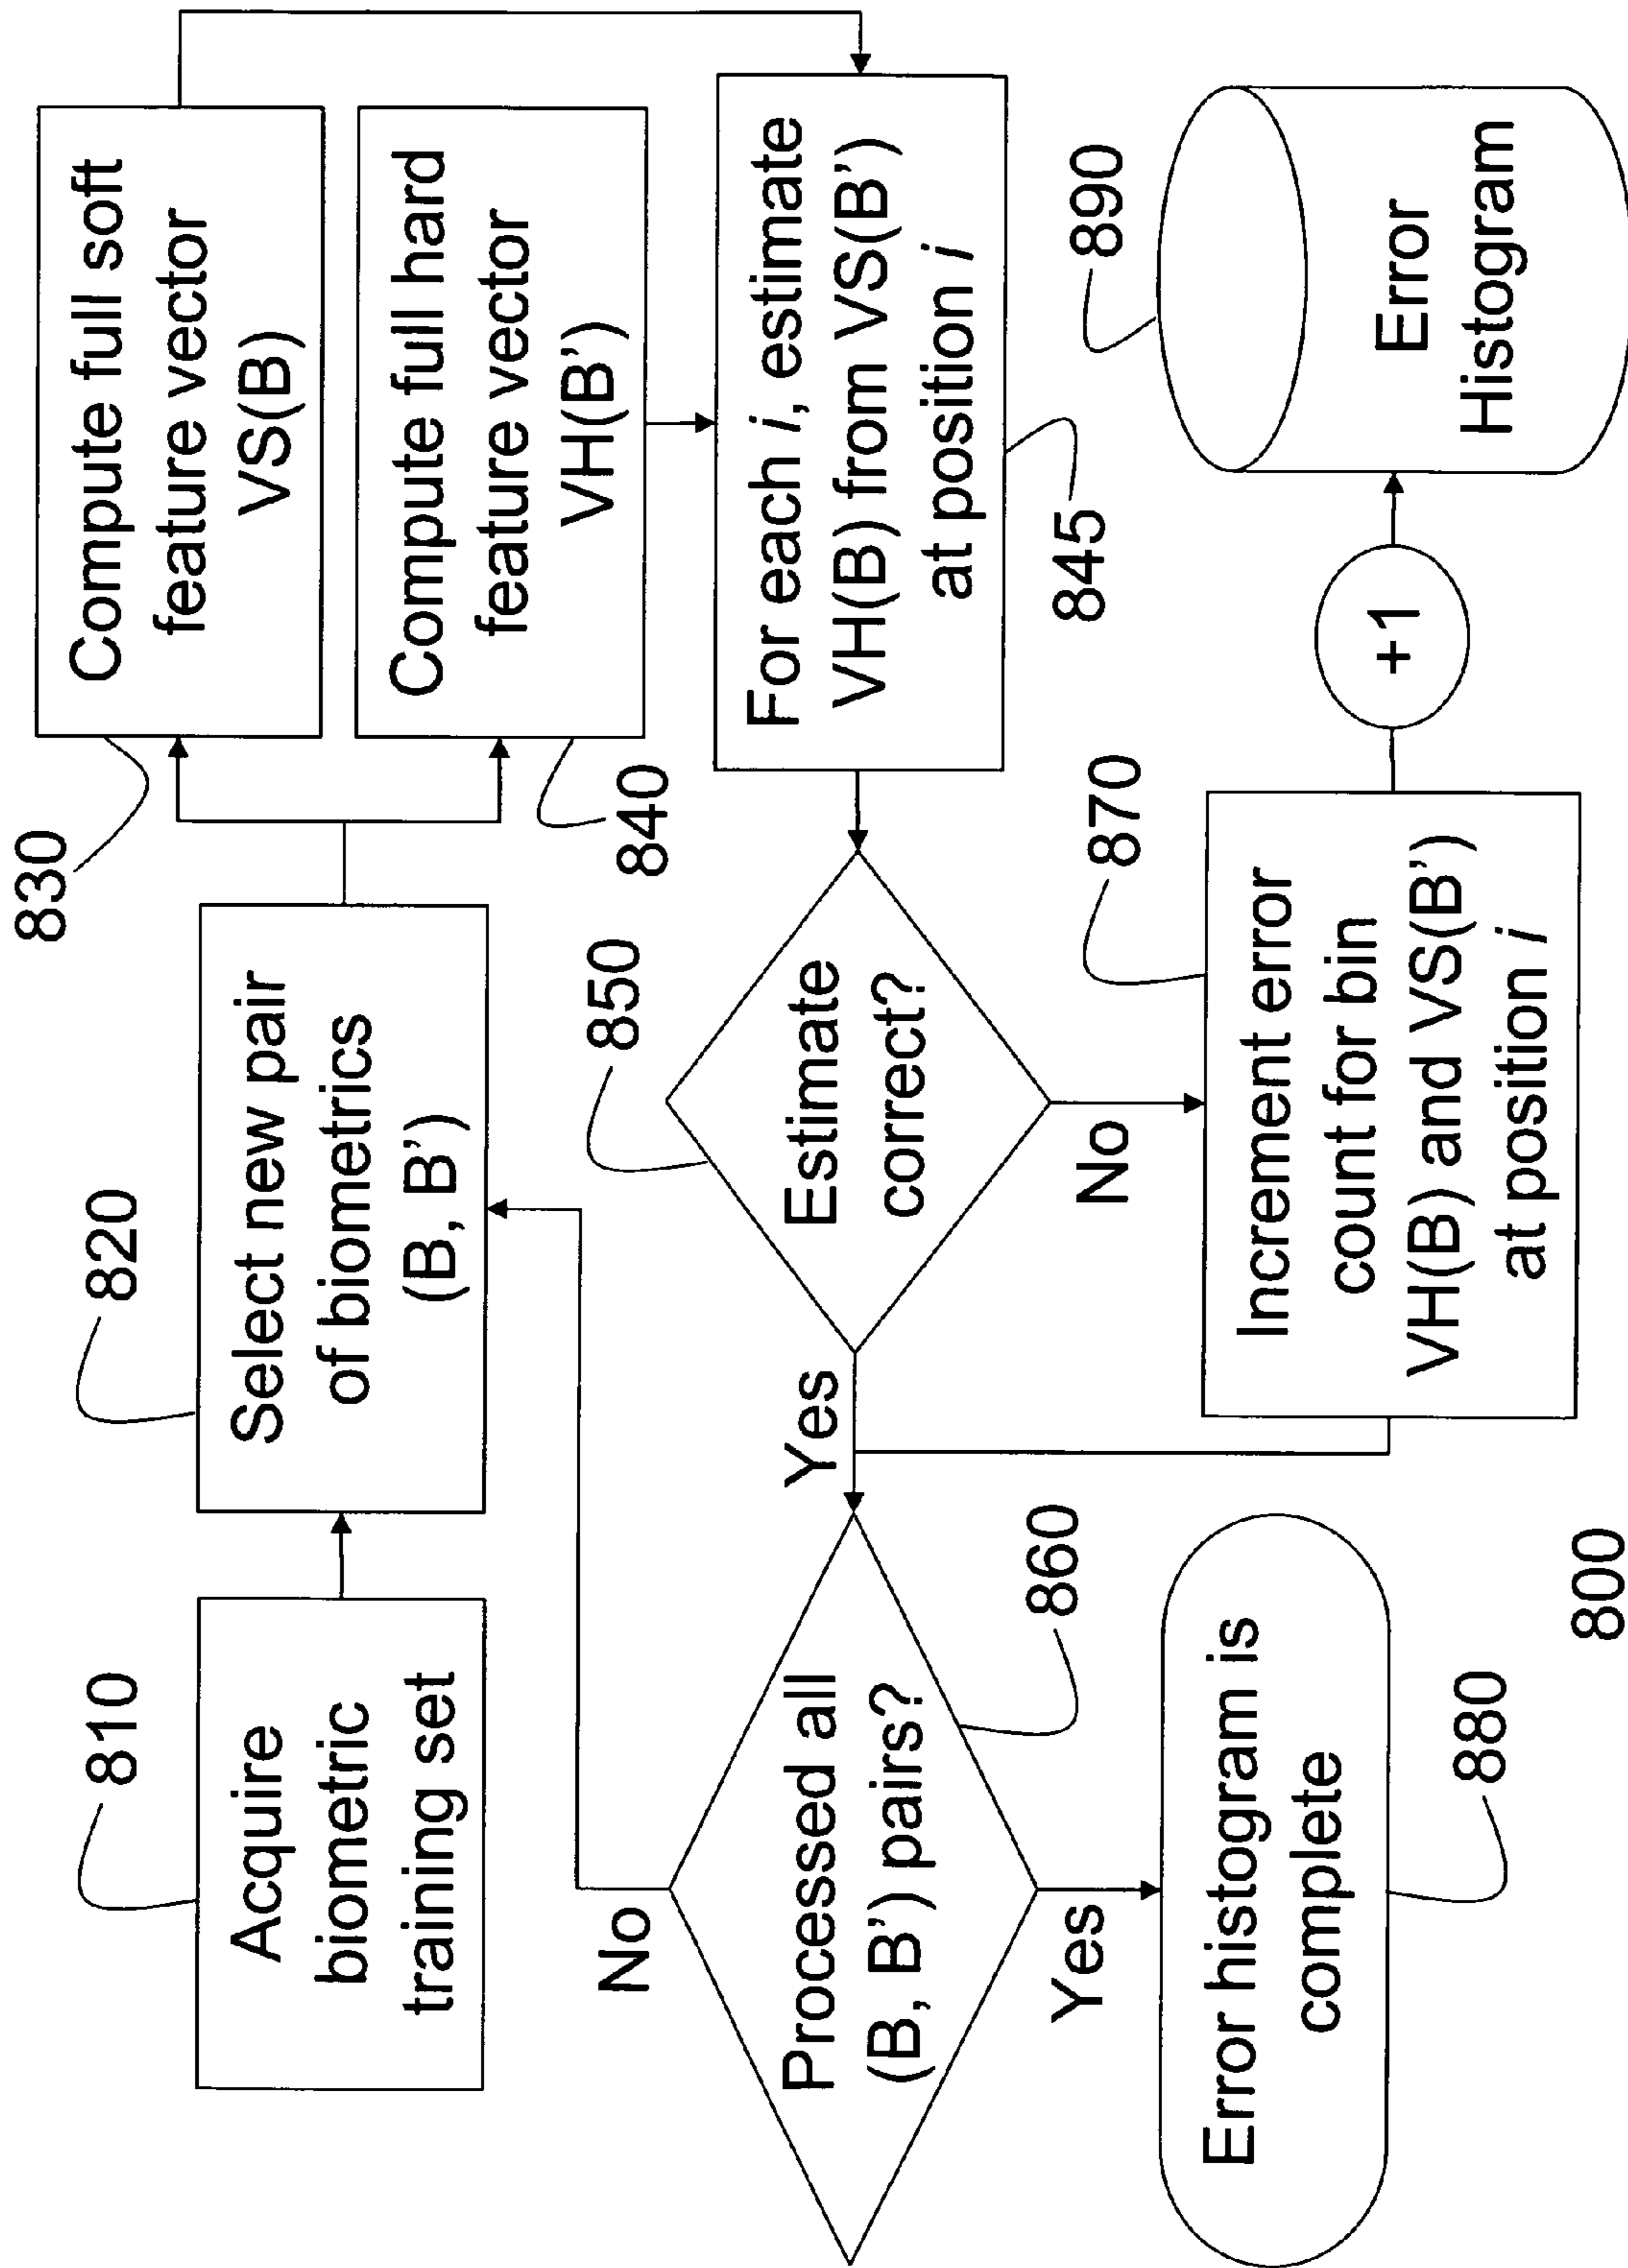 810
Acquire
biometric
training set
820
Select new pair
of biometrics
(B, B’)
830
Compute full soft
feature vector
VS(B)
840
Compute full hard
feature vector
VH(B’)
For each i, estimate
VH(B) from VS(B’)
at position i
845
850
Estimate
correct?
Yes
No
860
Processed all
(B, B’) pairs?
No
Yes
870
Increment error
count for bin
VH(B) and VS(B’)
at position i
+1
890
Error
Histogram
Error histogram is
complete
880
800